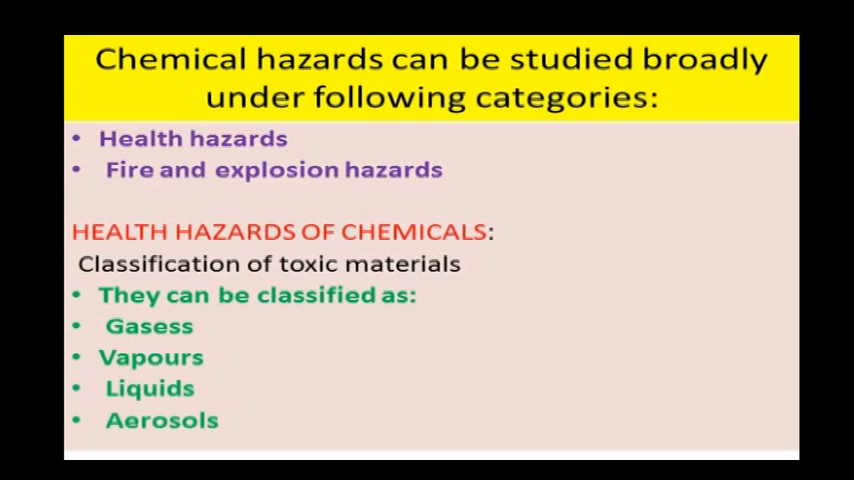 Chemical hazards can be studied broadly
under following categories:
• Health hazards
• Fire and explosion hazards
HEALTH HAZARDS OF CHEMICALS:
Classification of toxic materials
• They can be classified as:
• Gasess
• Vapours
• Liquids
• Aerosols